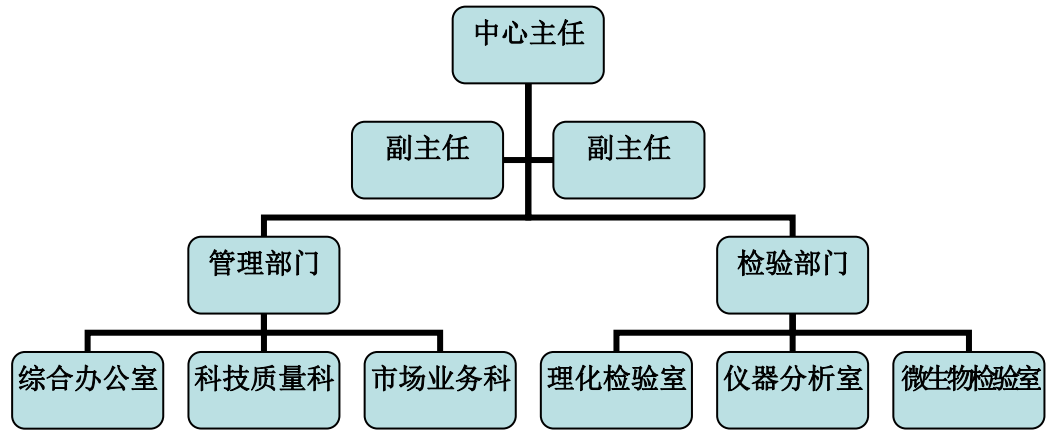 中心主任
副主任
副主任
管理部门
检验部门
综合办公室
科技质量科
市场业务科
理化检验室
仪器分析室
微生物检验室